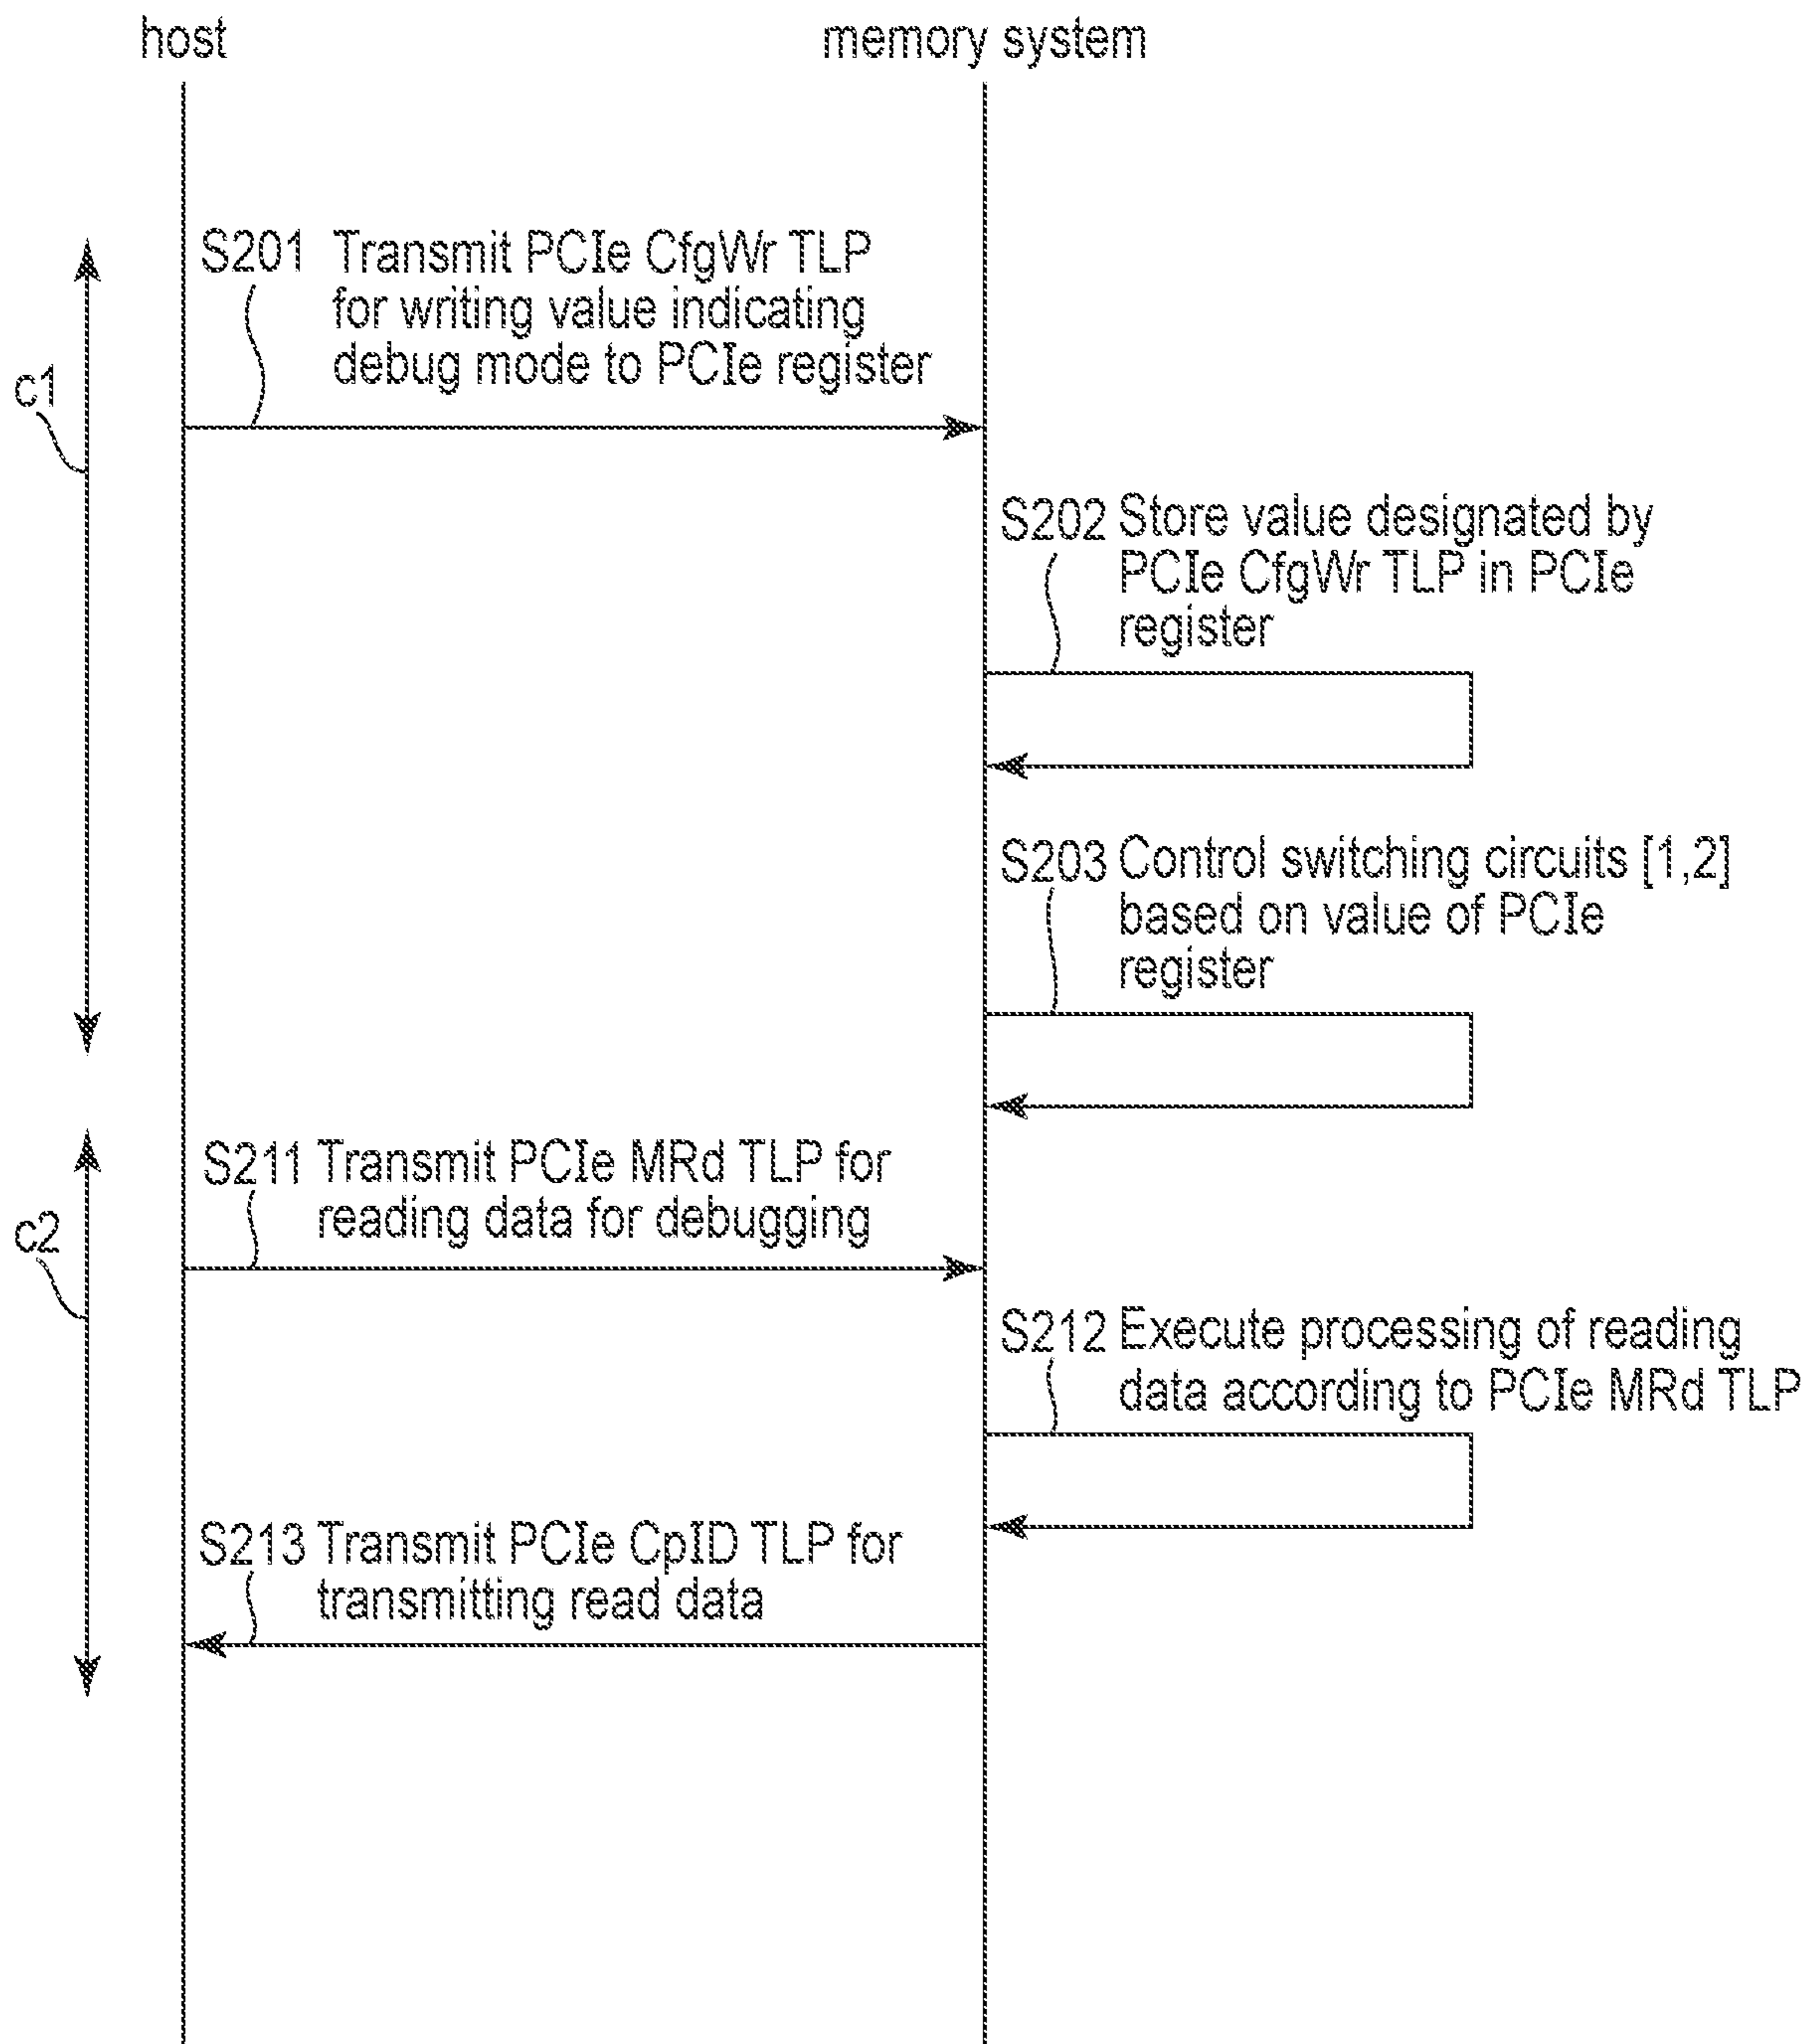 host
memory system
c1
S201 Transmit PCIe CfgWr TLP
for writing value indicating
debug mode to PCIe register
S202 Store value designated by
PCIe CfgWr TLP in PCIe
register
S203 Control switching circuits [1,2]
based on value of PCIe
register
c2
S211 Transmit PCIe MRd TLP for
reading data for debugging
S212 Execute processing of reading
data according to PCIe MRd TLP
S213 Transmit PCIe CpID TLP for
transmitting read data